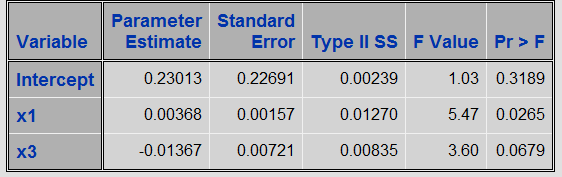 Variable Parameter Estimate Standard Error Type II SS F Value Pr > F
Intercept 0.23013 0.22691 0.00239 1.03 0.3189
x1 0.00368 0.00157 0.01270 5.47 0.0265
x3 -0.01367 0.00721 0.00835 3.60 0.0679